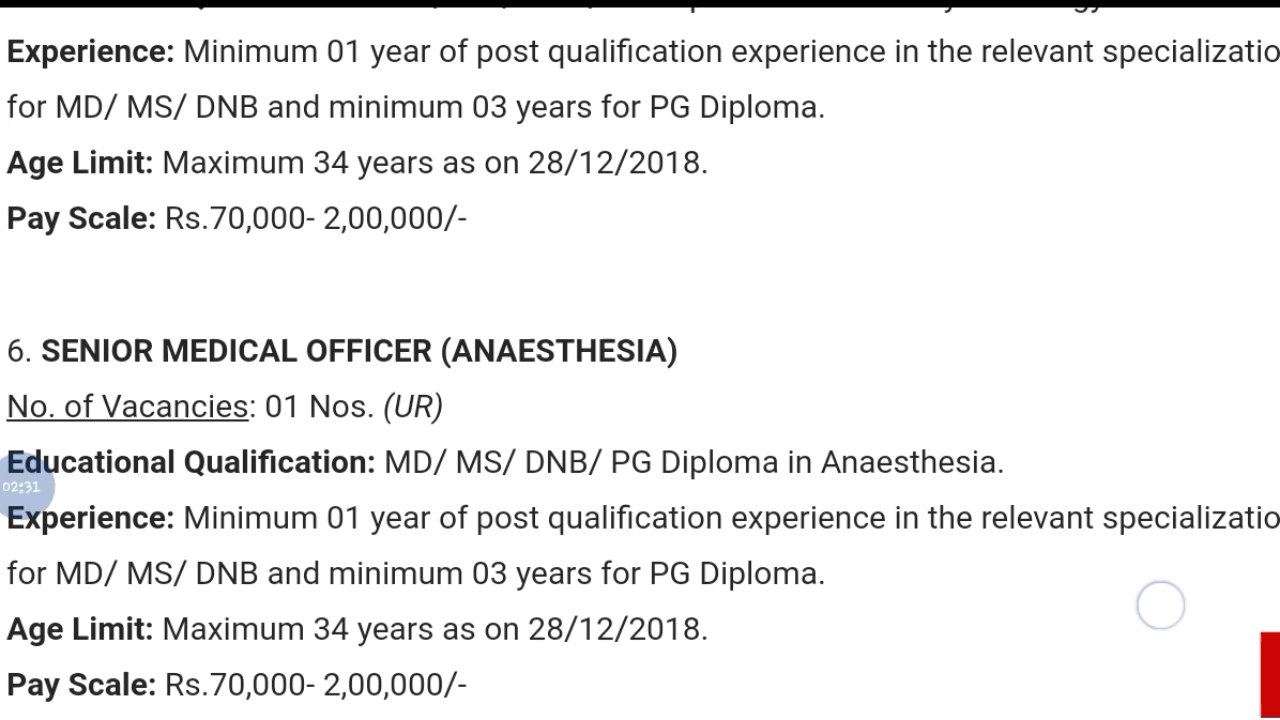 Experience: Minimum 01 year of post qualification experience in the relevant specializatio
for MD/ MS/ DNB and minimum 03 years for PG Diploma.
Age Limit: Maximum 34 years as on 28/12/2018.
Pay Scale: Rs.70,000- 2,00,000/-
6. SENIOR MEDICAL OFFICER (ANAESTHESIA)
No. of Vacancies: 01 Nos. (UR)
Educational Qualification: MD/ MS/ DNB/ PG Diploma in Anaesthesia.
02:31
Experience: Minimum 01 year of post qualification experience in the relevant specializatio
for MD/ MS/ DNB and minimum 03 years for PG Diploma.
Age Limit: Maximum 34 years as on 28/12/2018.
Pay Scale: Rs.70,000- 2,00,000/-